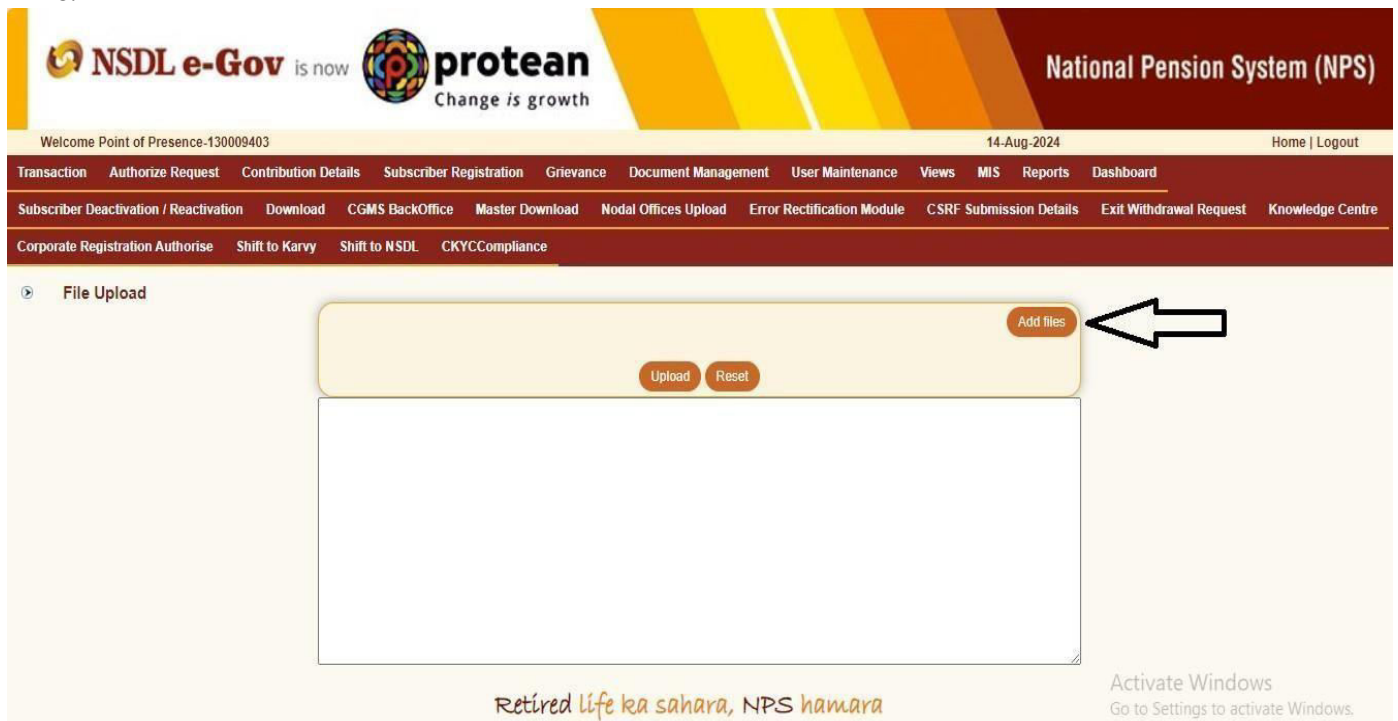 NSDL e-Gov is now protean
Change is growth
National Pension System (NPS)
Welcome Point of Presence-130009403 14-Aug-2024 Home | Logout
Transaction Authorize Request Contribution Details Subscriber Registration Grievance Document Management User Maintenance Views MIS Reports Dashboard
Subscriber Deactivation / Reactivation Download CGMS BackOffice Master Download Nodal Offices Upload Error Rectification Module CSRF Submission Details Exit Withdrawal Request Knowledge Centre
Corporate Registration Authorise Shift to Karvy Shift to NSDL CKYCCompliance
File Upload
Add files
Upload Reset
Retired life ka sahara, NPS hamara
Activate Windows
Go to Settings to activate Windows.